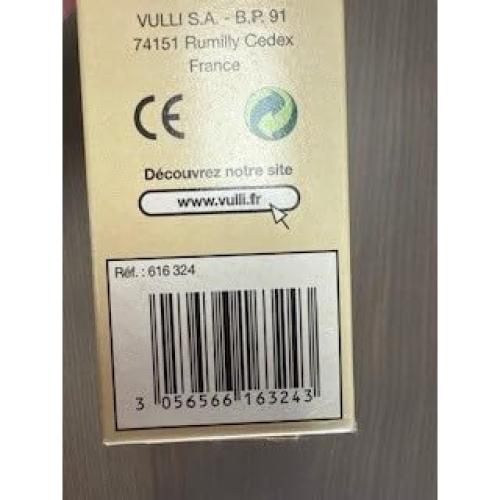 VULLI S.A. - B.P. 91
74151 Rumilly Cedex
France
CE
Découvrez notre site
www.vulli.fr
Réf. : 616 324
3 056566 163243